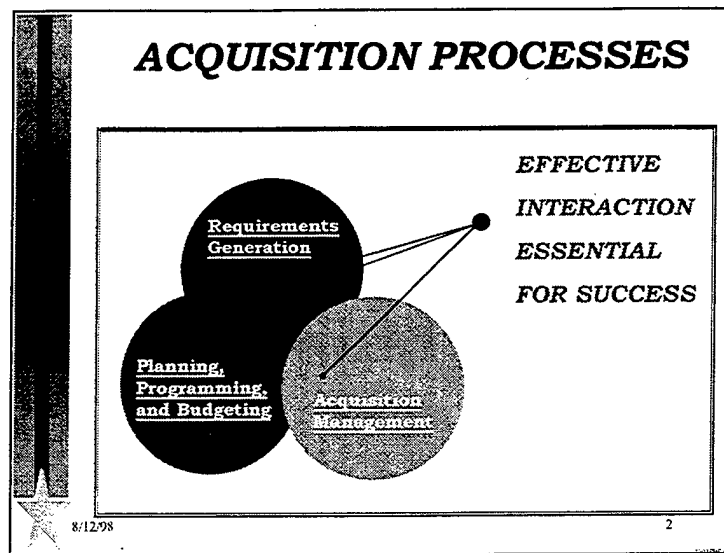 ACQUISITION PROCESSES
EFFECTIVE
INTERACTION
ESSENTIAL
FOR SUCCESS
Requirements
Generation
Planning,
Programming,
and Budgeting
Acquisition
Management
8/12/98
2